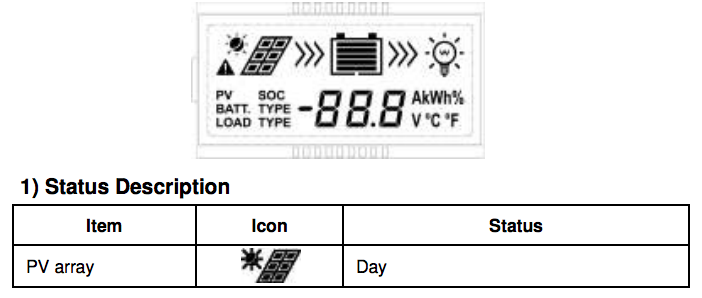 PV SOC
BATT. TYPE
LOAD TYPE
-88.8
AkWh%
V °C °F
1) Status Description
Item Icon Status
PV array Day